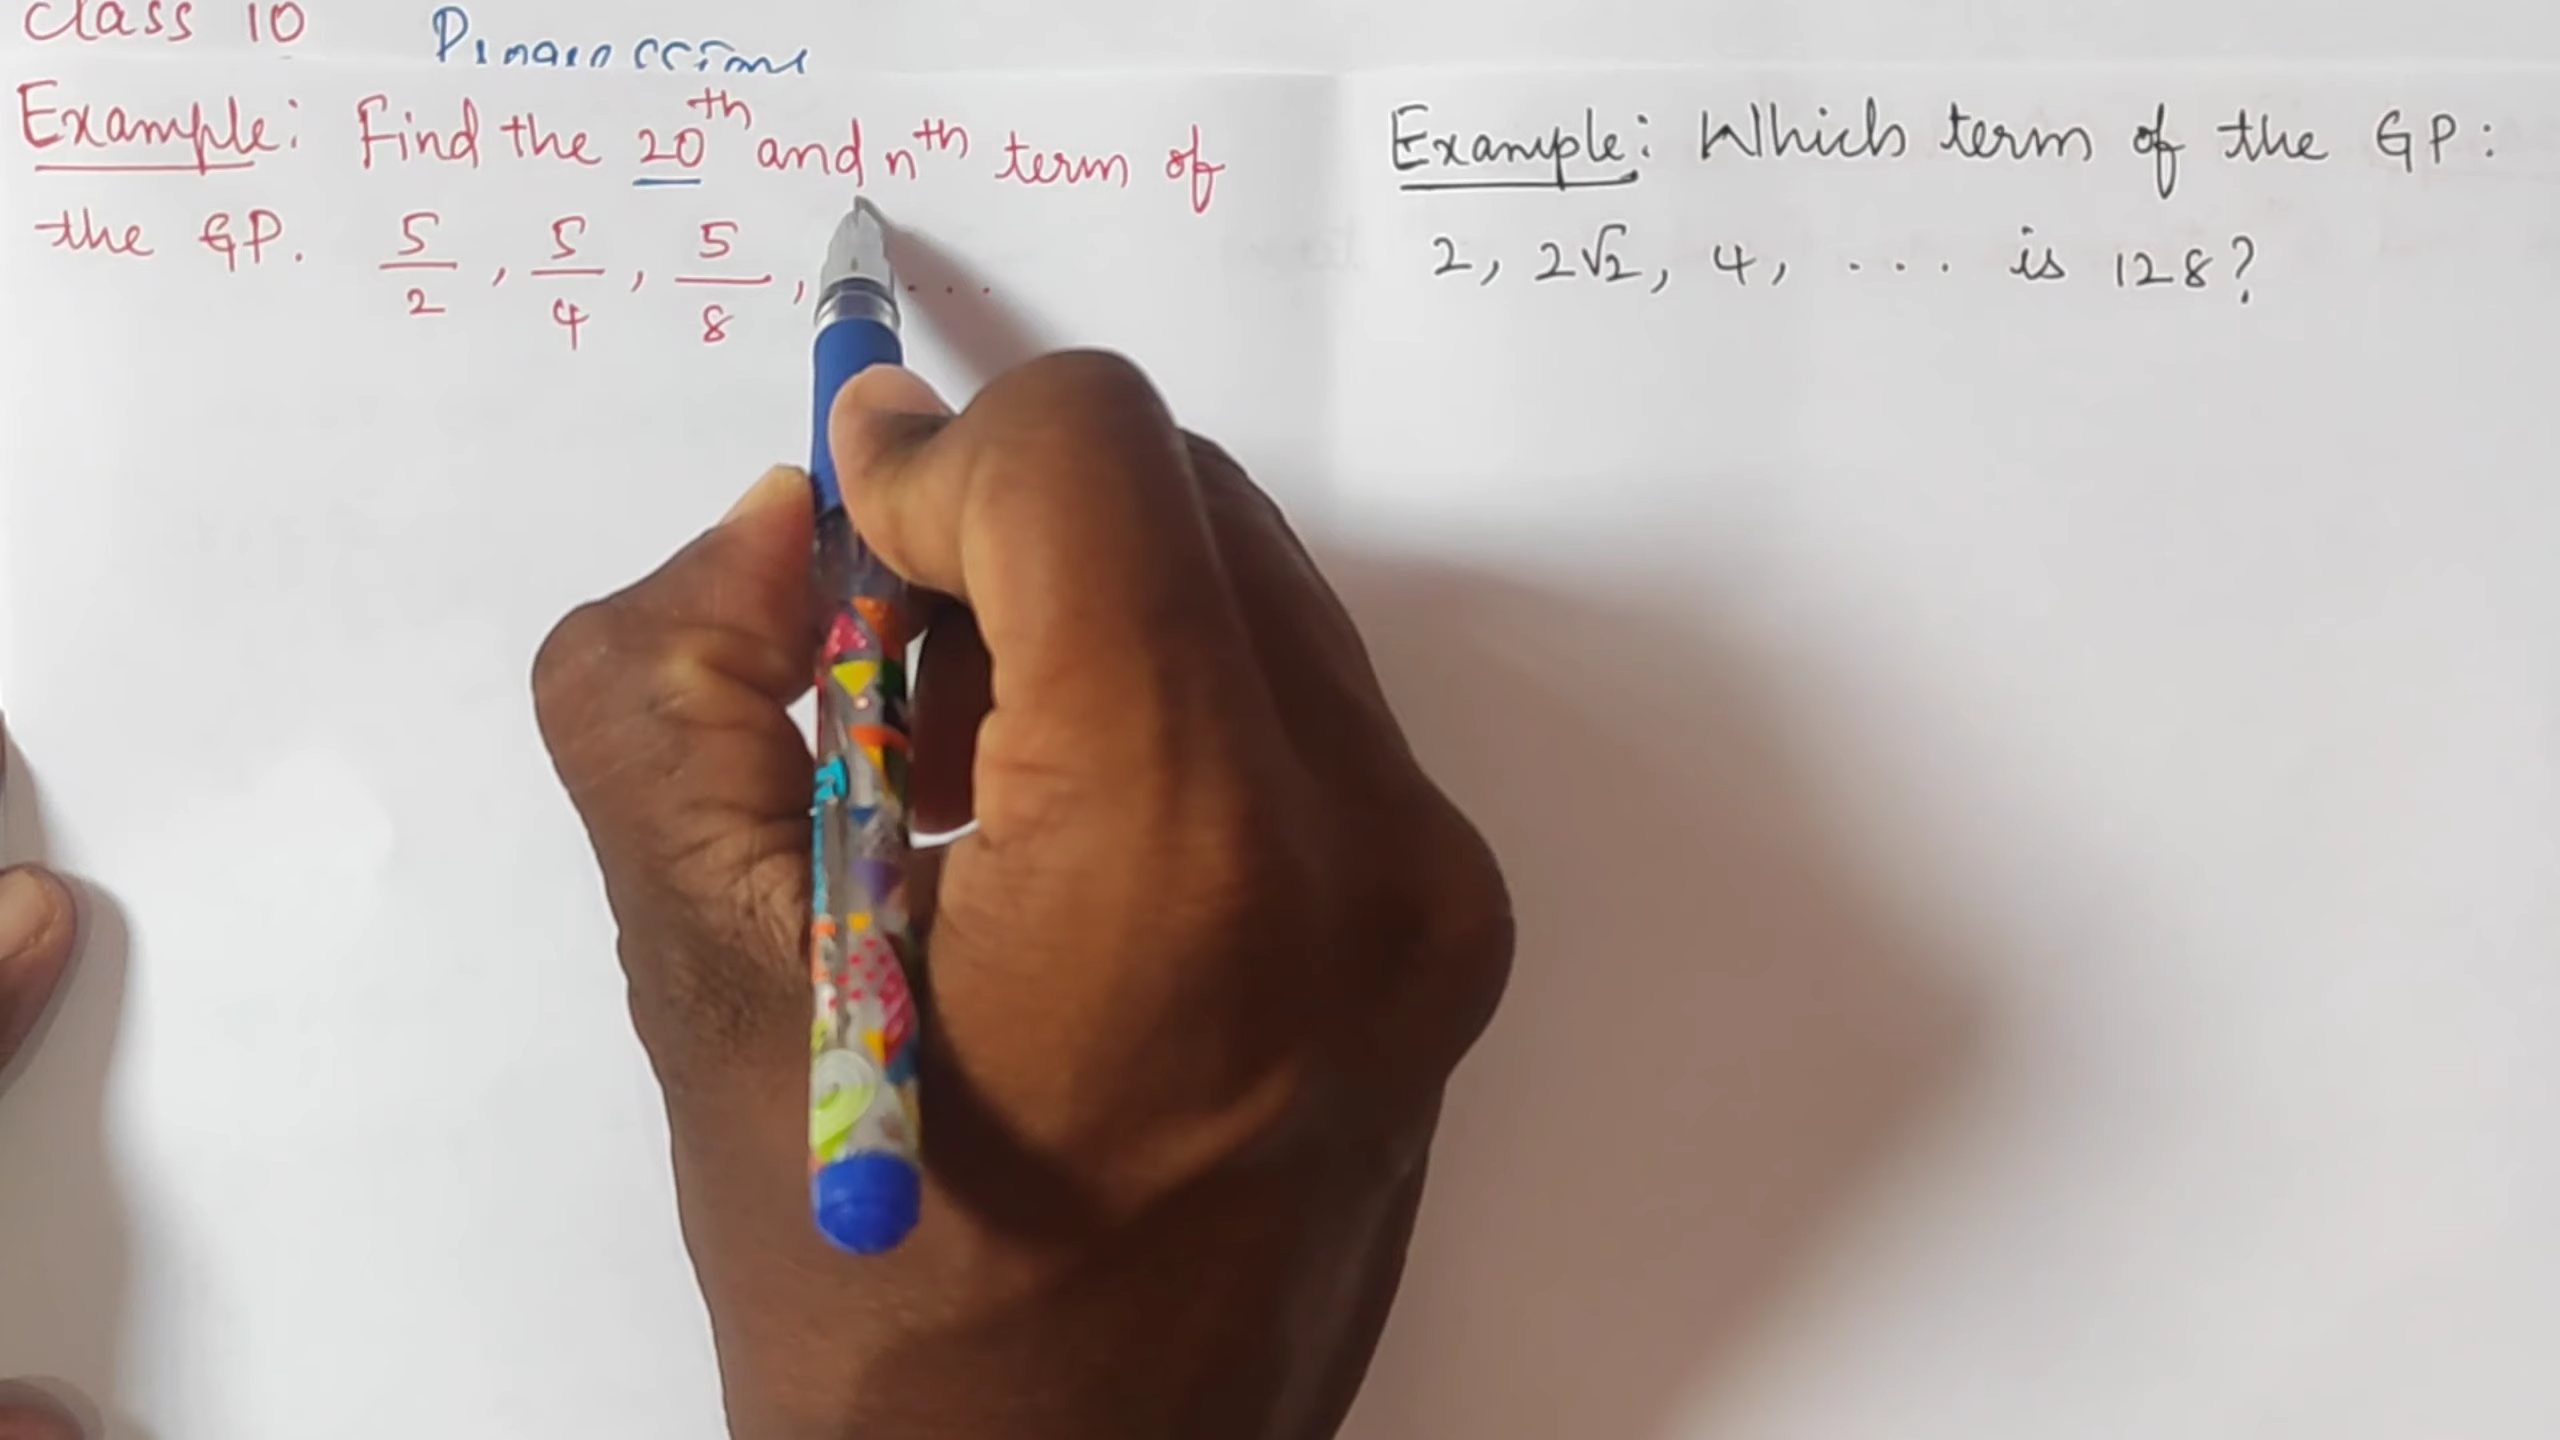 Class 10
Example: Find the 20th and nth term of
the GP. 5/2, 5/4, 5/8, ...
Example: Which term of the GP:
2, 2√2, 4, ... is 128?